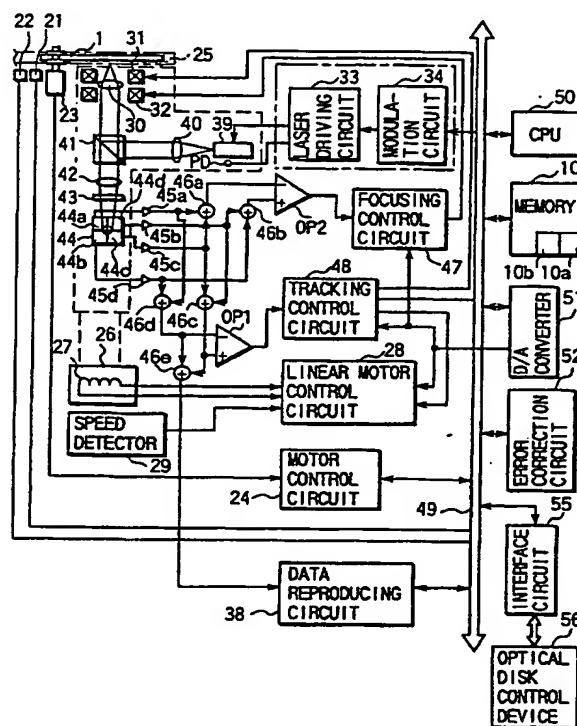 22 21 1 31 25
23
30 32
33 34
LASER
DRIVING
CIRCUIT
MODULA-
TION
CIRCUIT
50
CPU
41 40 39
PD
10
MEMORY
10b 10a
42
43
44d
44a
44
44b
44d
45a
45b
45c
45d
46a
46b
OP2
FOCUSING
CONTROL
CIRCUIT
47
48
TRACKING
CONTROL
CIRCUIT
46d 46c OP1
51
D/A
CONVERTER
52
ERROR
CORRECTION
CIRCUIT
27 26
46e
28
LINEAR MOTOR
CONTROL
CIRCUIT
SPEED
DETECTOR
29
MOTOR
CONTROL
CIRCUIT
24
49
55
INTERFACE
CIRCUIT
DATA
REPRODUCING
CIRCUIT
38
56
OPTICAL
DISK
CONTROL
DEVICE